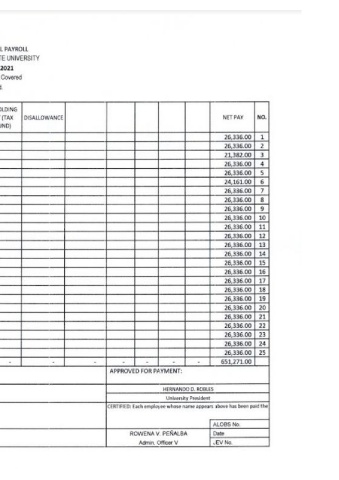 L PAYROLL
TE UNIVERSITY
2021
Covered
OLDING
(TAX DISALLOWANCE NET PAY NO.
UND)
26,336.00 1
26,336.00 2
21,382.00 3
26,336.00 4
26,336.00 5
24,161.00 6
26,336.00 7
26,336.00 8
26,336.00 9
26,336.00 10
26,336.00 11
26,336.00 12
26,336.00 13
26,336.00 14
26,336.00 15
26,336.00 16
26,336.00 17
26,336.00 18
26,336.00 19
26,336.00 20
26,336.00 21
26,336.00 22
26,336.00 23
26,336.00 24
26,336.00 25
- - - - - - - 651,271.00
APPROVED FOR PAYMENT:
HERNANDO D. ROBLES
University President
CERTIFIED: Each employee whose name appears above has been paid the
ALOBS No.
ROWENA V. PEÑALBA Date
Admin. Officer V JEV No.